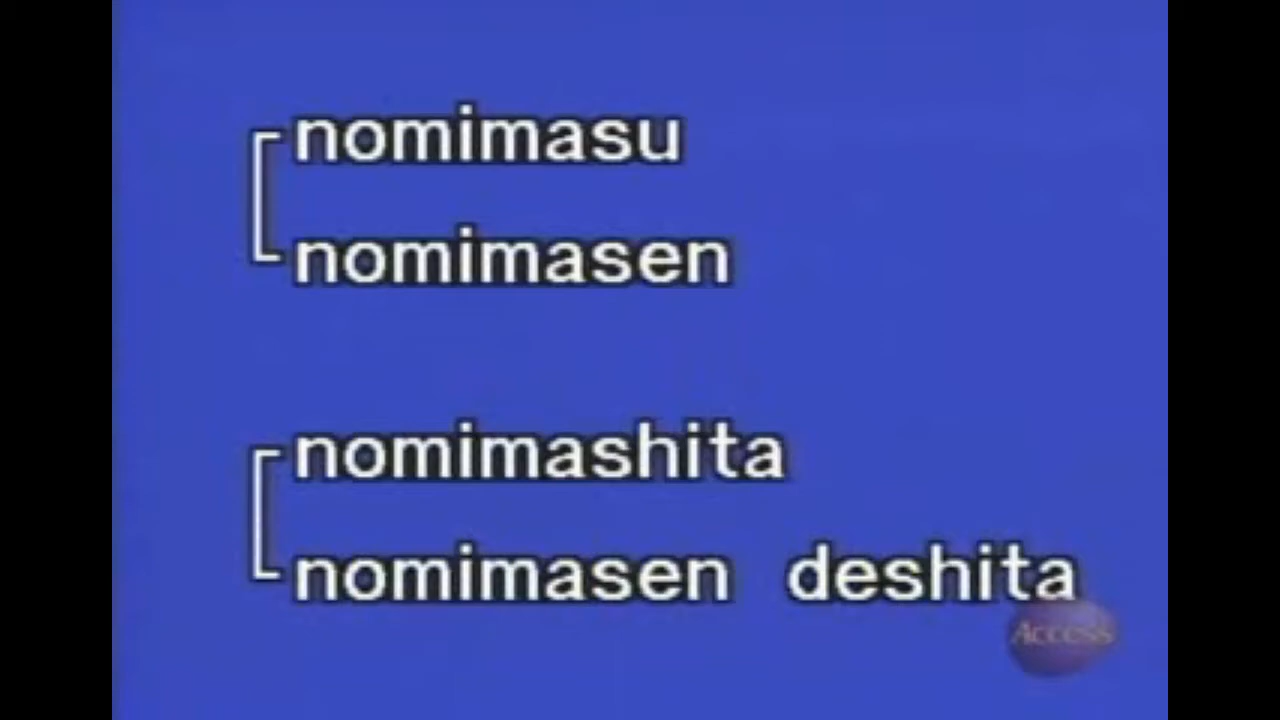 nomimasu
nomimasen
nomimashita
nomimasen deshita
Access